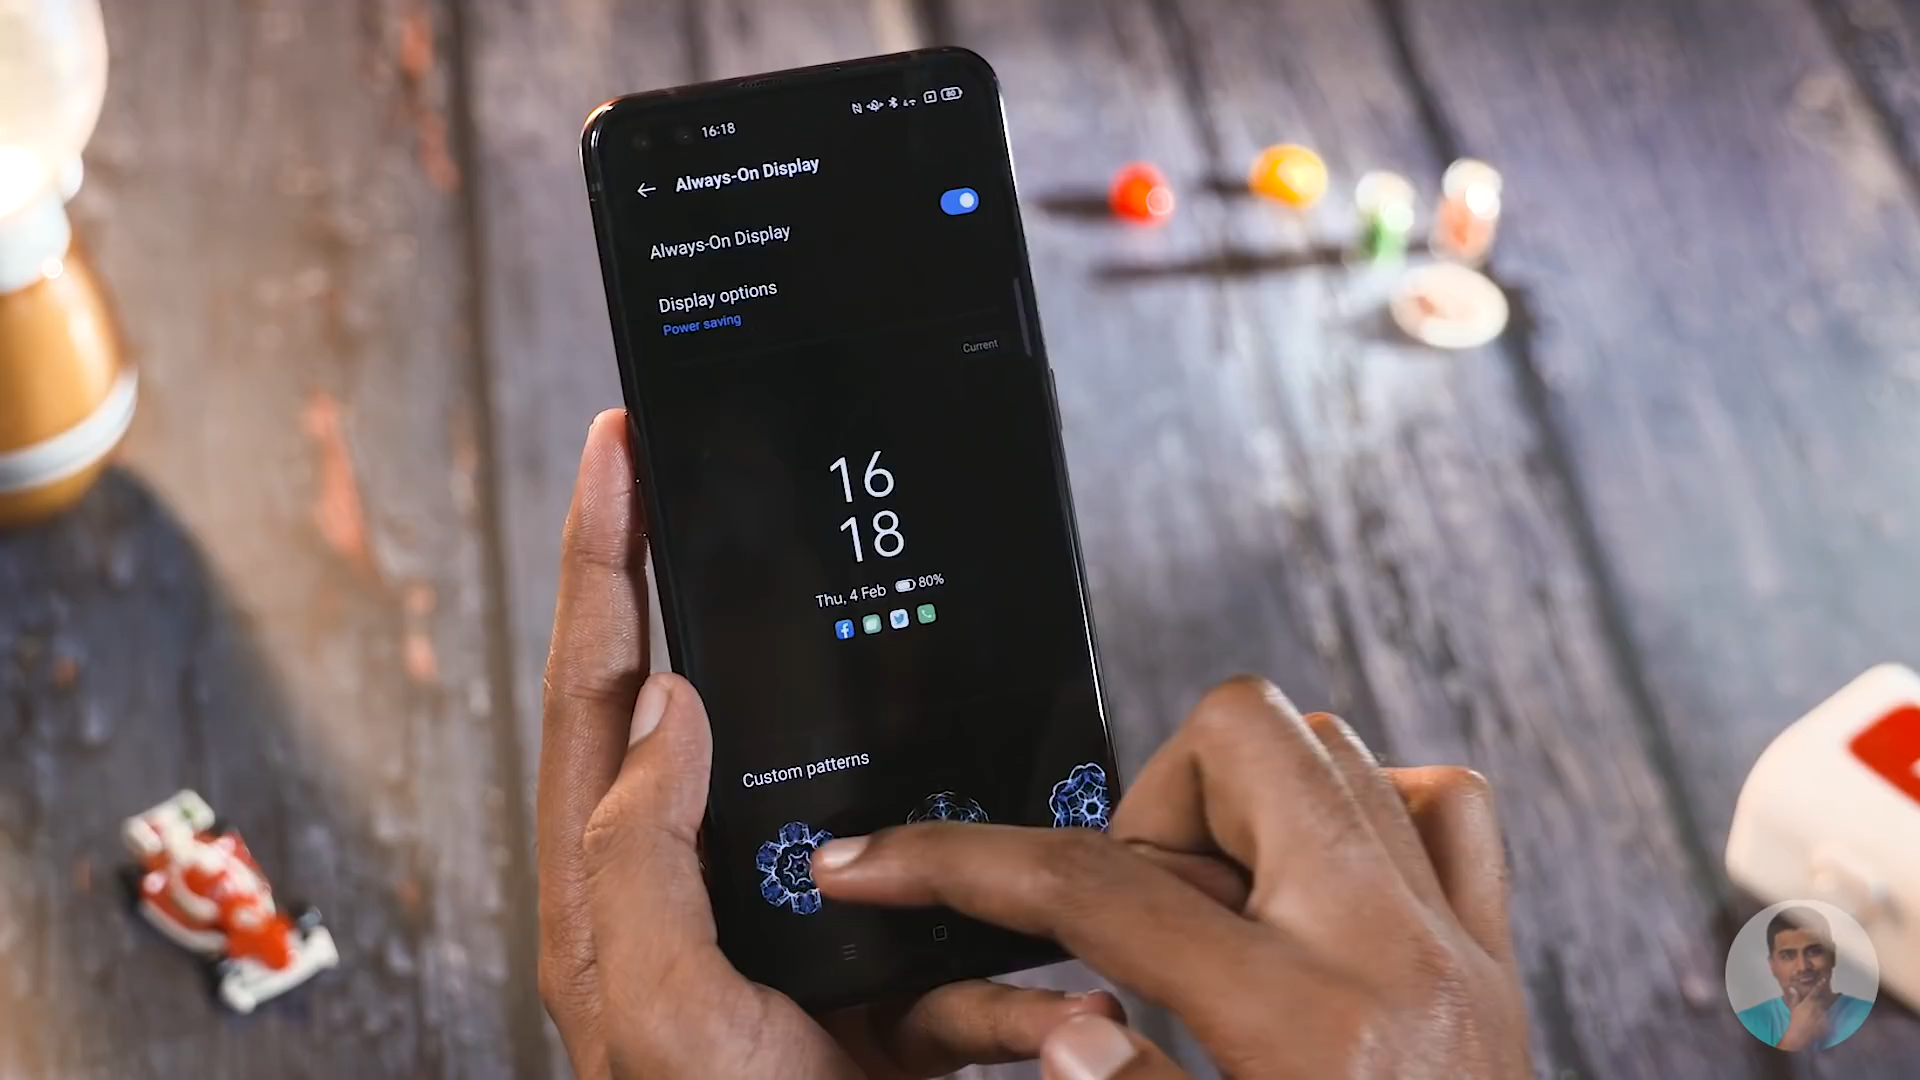 16:18
80
Always-On Display
Always-On Display
Display options
Power saving
Current
16
18
Thu, 4 Feb 80%
Custom patterns